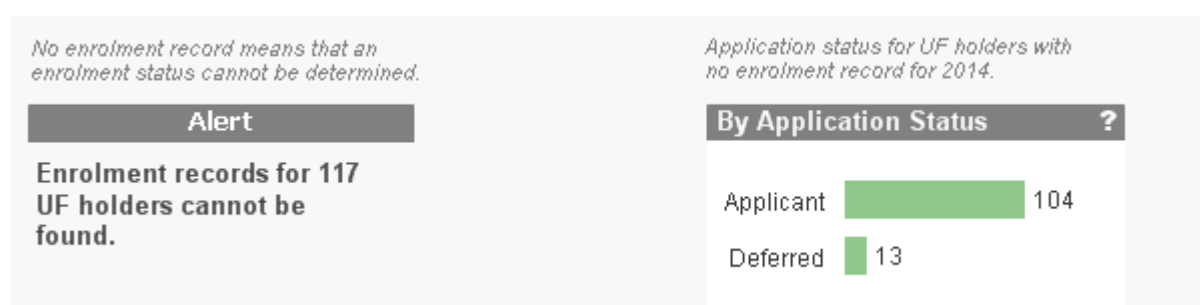 No enrolment record means that an
enrolment status cannot be determined.
Alert
Enrolment records for 117
UF holders cannot be
found.
Application status for UF holders with
no enrolment record for 2014.
By Application Status ?
Applicant 104
Deferred 13